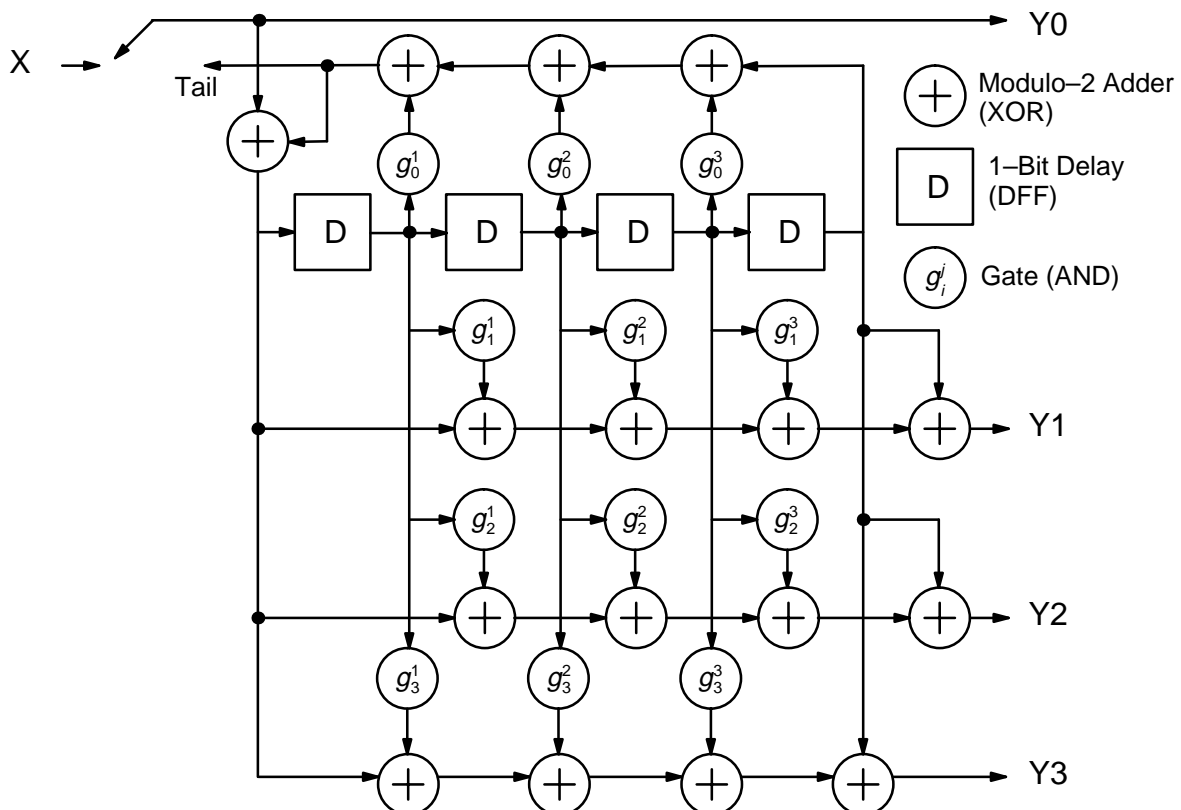 Y0
X
Tail
Modulo–2 Adder
(XOR)
g₀¹ g₀² g₀³
D D D D
D
1–Bit Delay
(DFF)
gᵢʲ Gate (AND)
g₁¹ g₁² g₁³
Y1
g₂¹ g₂² g₂³
Y2
g₃¹ g₃² g₃³
Y3